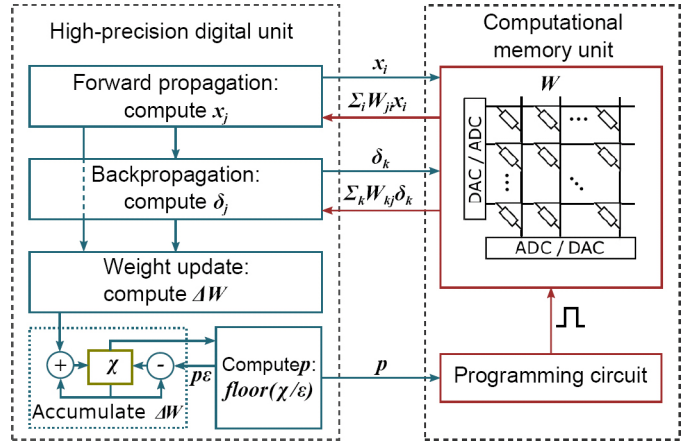 High-precision digital unit
Forward propagation:
compute xⱼ
Backpropagation:
compute δⱼ
Weight update:
compute ΔW
+
χ
-
Accumulate ΔW
pε
Compute p:
floor(χ/ε)
xᵢ
ΣᵢWⱼᵢxᵢ
δₖ
ΣₖWₖⱼδₖ
p
Computational
memory unit
W
DAC / ADC
...
...
...
ADC / DAC
Programming circuit